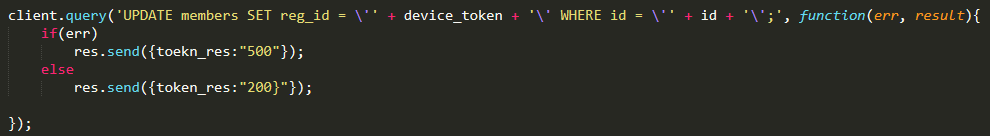 client.query('UPDATE members SET reg_id = \'' + device_token + '\' WHERE id = \'' + id + '\';', function(err, result){
    if(err)
        res.send({toekn_res:"500"});
    else
        res.send({token_res:"200}"});
});